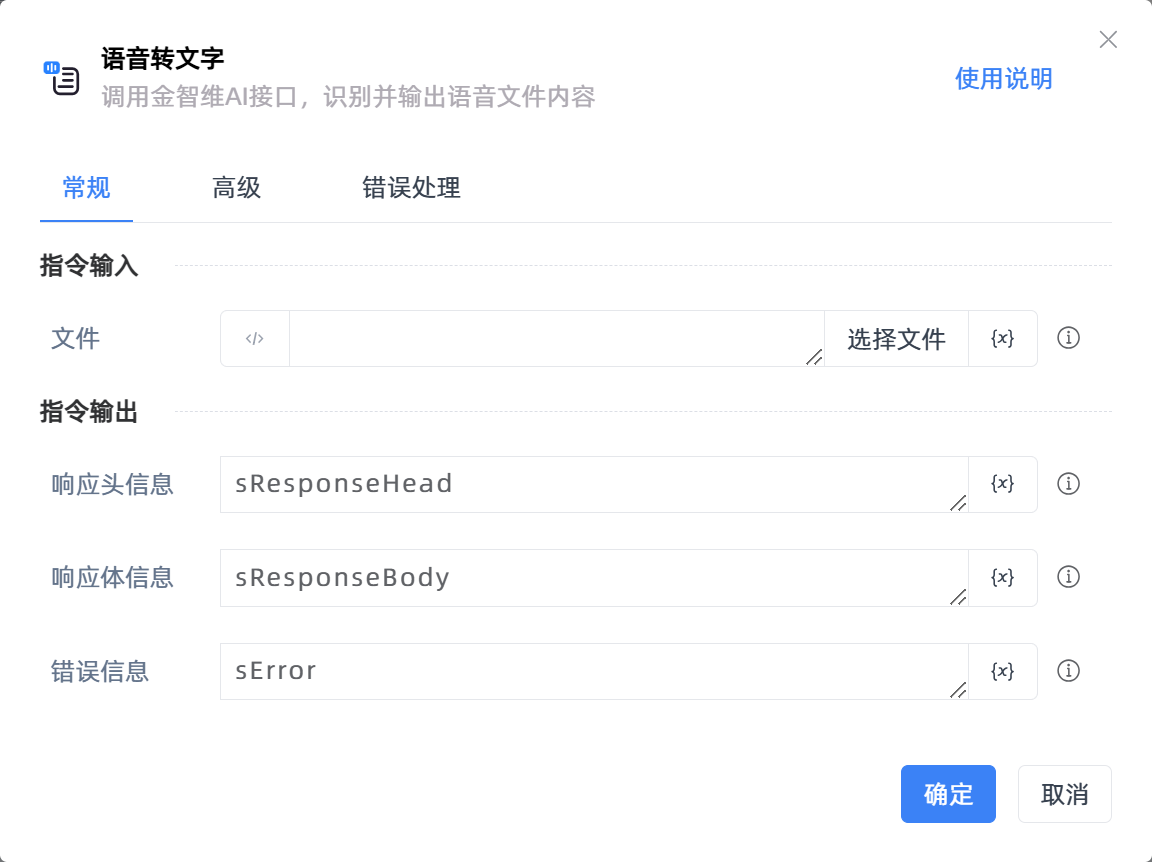 语音转文字
调用金智维AI接口，识别并输出语音文件内容
使用说明
常规 高级 错误处理
指令输入
文件 </> 选择文件 {x}
指令输出
响应头信息 sResponseHead {x}
响应体信息 sResponseBody {x}
错误信息 sError {x}
确定 取消